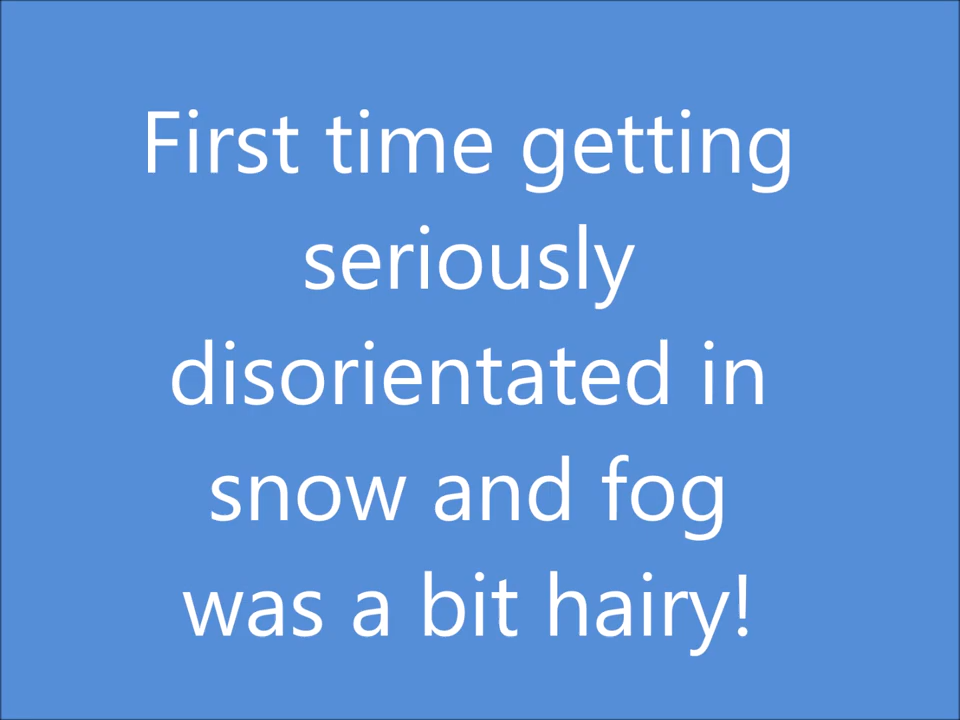 First time getting
seriously
disorientated in
snow and fog
was a bit hairy!